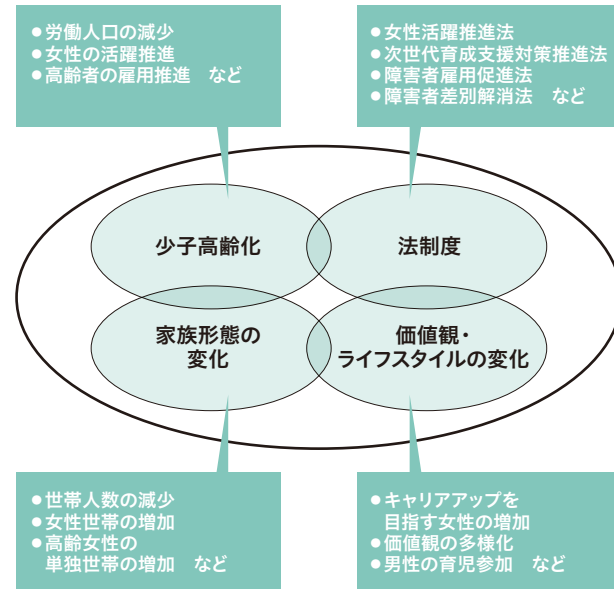 ●労働人口の減少
●女性の活躍推進
●高齢者の雇用推進　など
●女性活躍推進法
●次世代育成支援対策推進法
●障害者雇用促進法
●障害者差別解消法　など
少子高齢化
法制度
家族形態の
変化
価値観・
ライフスタイルの変化
●世帯人数の減少
●女性世帯の増加
●高齢女性の
単独世帯の増加　など
●キャリアアップを
目指す女性の増加
●価値観の多様化
●男性の育児参加　など